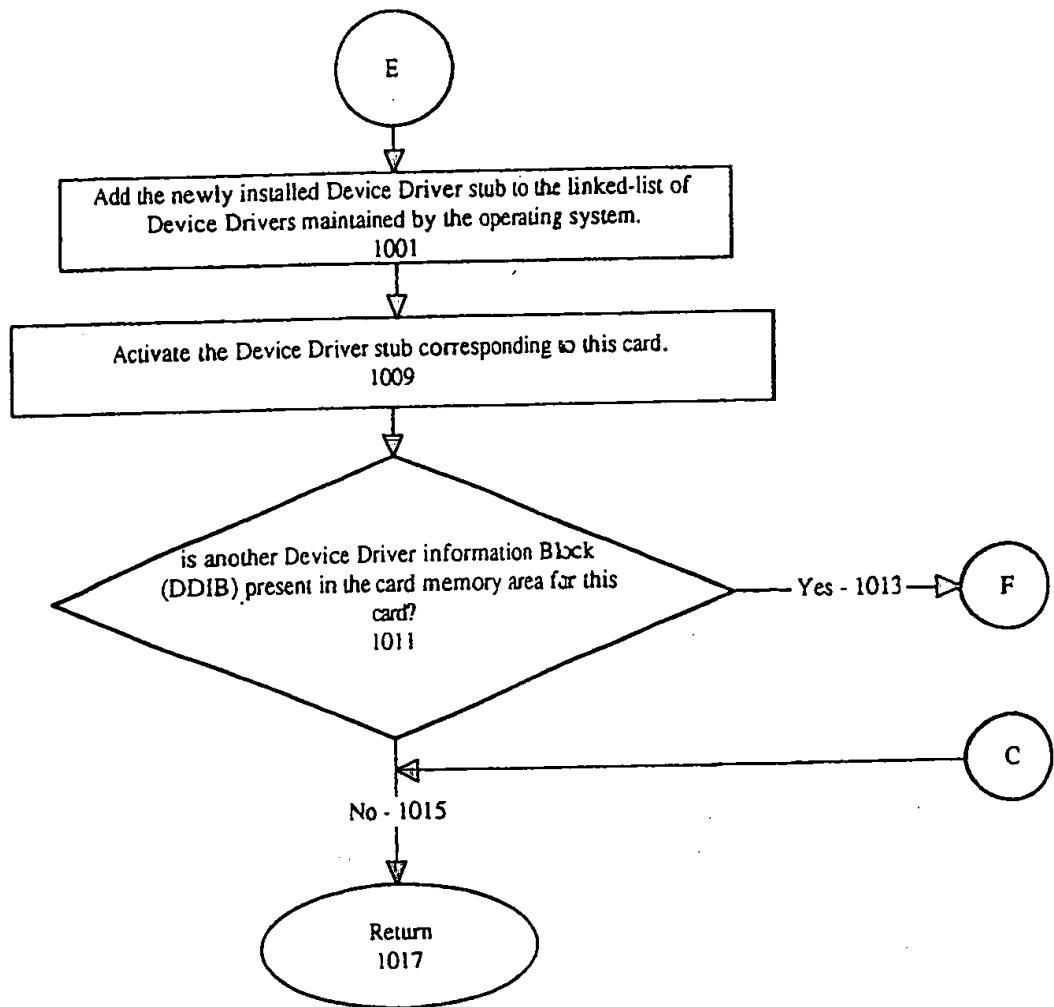 E
Add the newly installed Device Driver stub to the linked-list of
Device Drivers maintained by the operating system.
1001
Activate the Device Driver stub corresponding to this card.
1009
is another Device Driver information Block
(DDIB) present in the card memory area for this
card?
1011
Yes - 1013
F
C
No - 1015
Return
1017